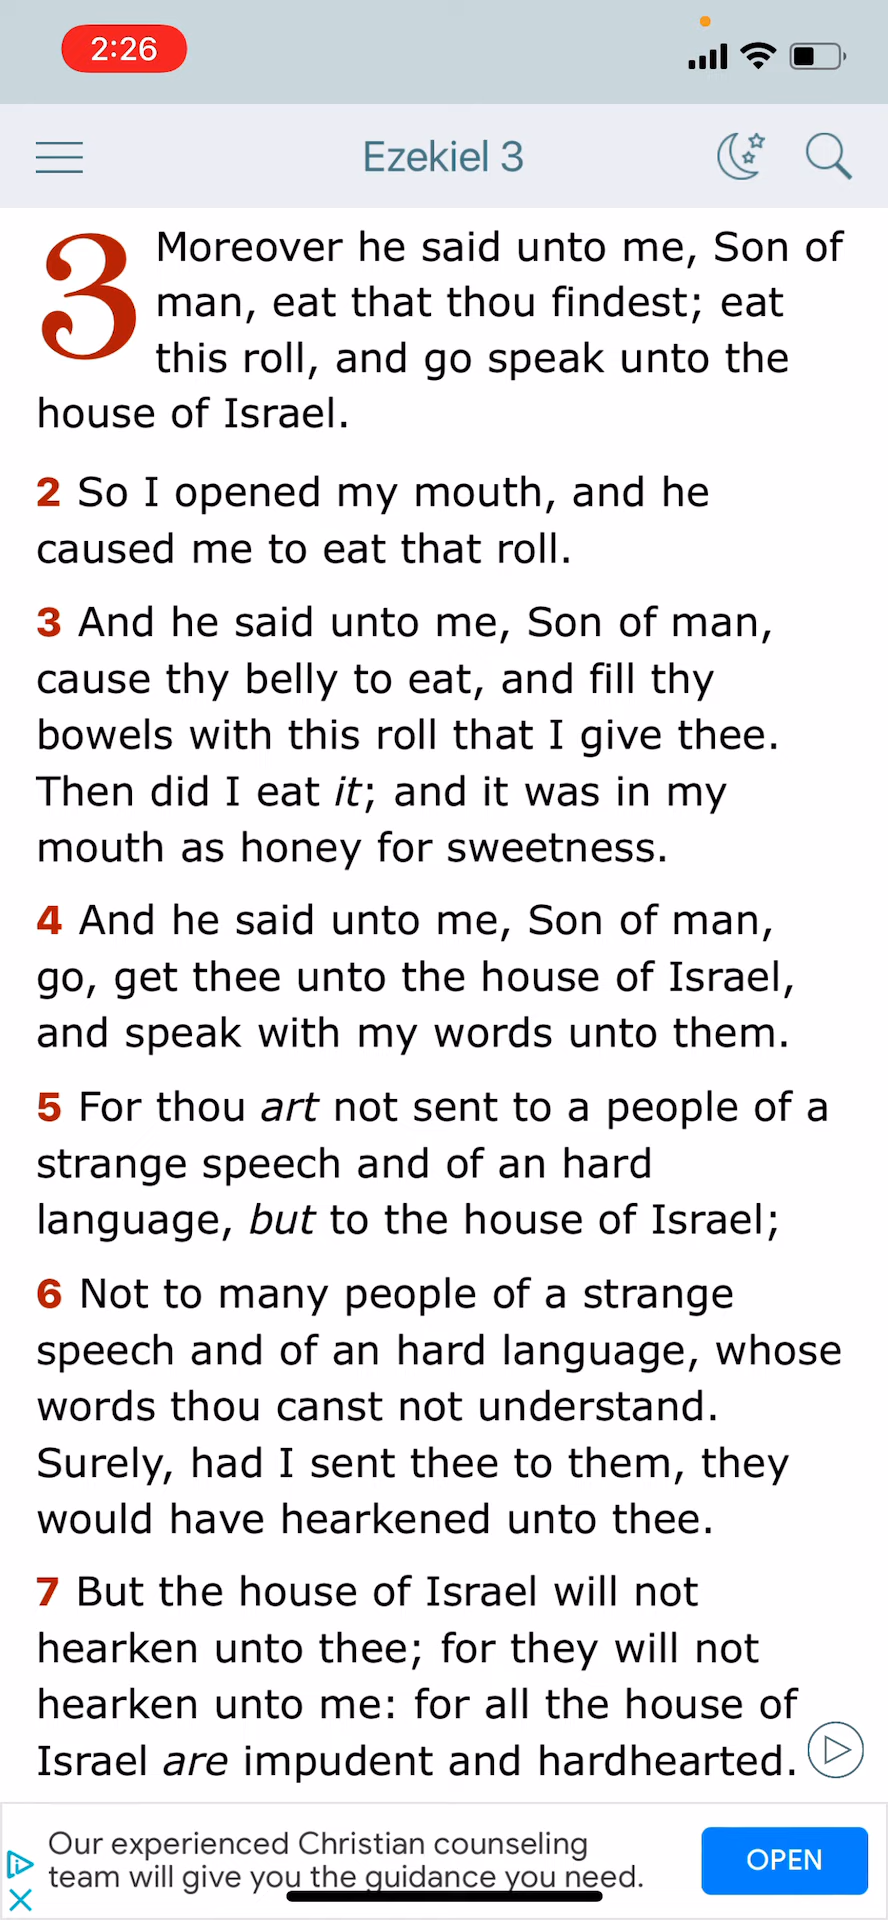 2:26
Ezekiel 3
3 Moreover he said unto me, Son of
man, eat that thou findest; eat
this roll, and go speak unto the
house of Israel.
2 So I opened my mouth, and he
caused me to eat that roll.
3 And he said unto me, Son of man,
cause thy belly to eat, and fill thy
bowels with this roll that I give thee.
Then did I eat it; and it was in my
mouth as honey for sweetness.
4 And he said unto me, Son of man,
go, get thee unto the house of Israel,
and speak with my words unto them.
5 For thou art not sent to a people of a
strange speech and of an hard
language, but to the house of Israel;
6 Not to many people of a strange
speech and of an hard language, whose
words thou canst not understand.
Surely, had I sent thee to them, they
would have hearkened unto thee.
7 But the house of Israel will not
hearken unto thee; for they will not
hearken unto me: for all the house of
Israel are impudent and hardhearted.
Our experienced Christian counseling
team will give you the guidance you need.
OPEN